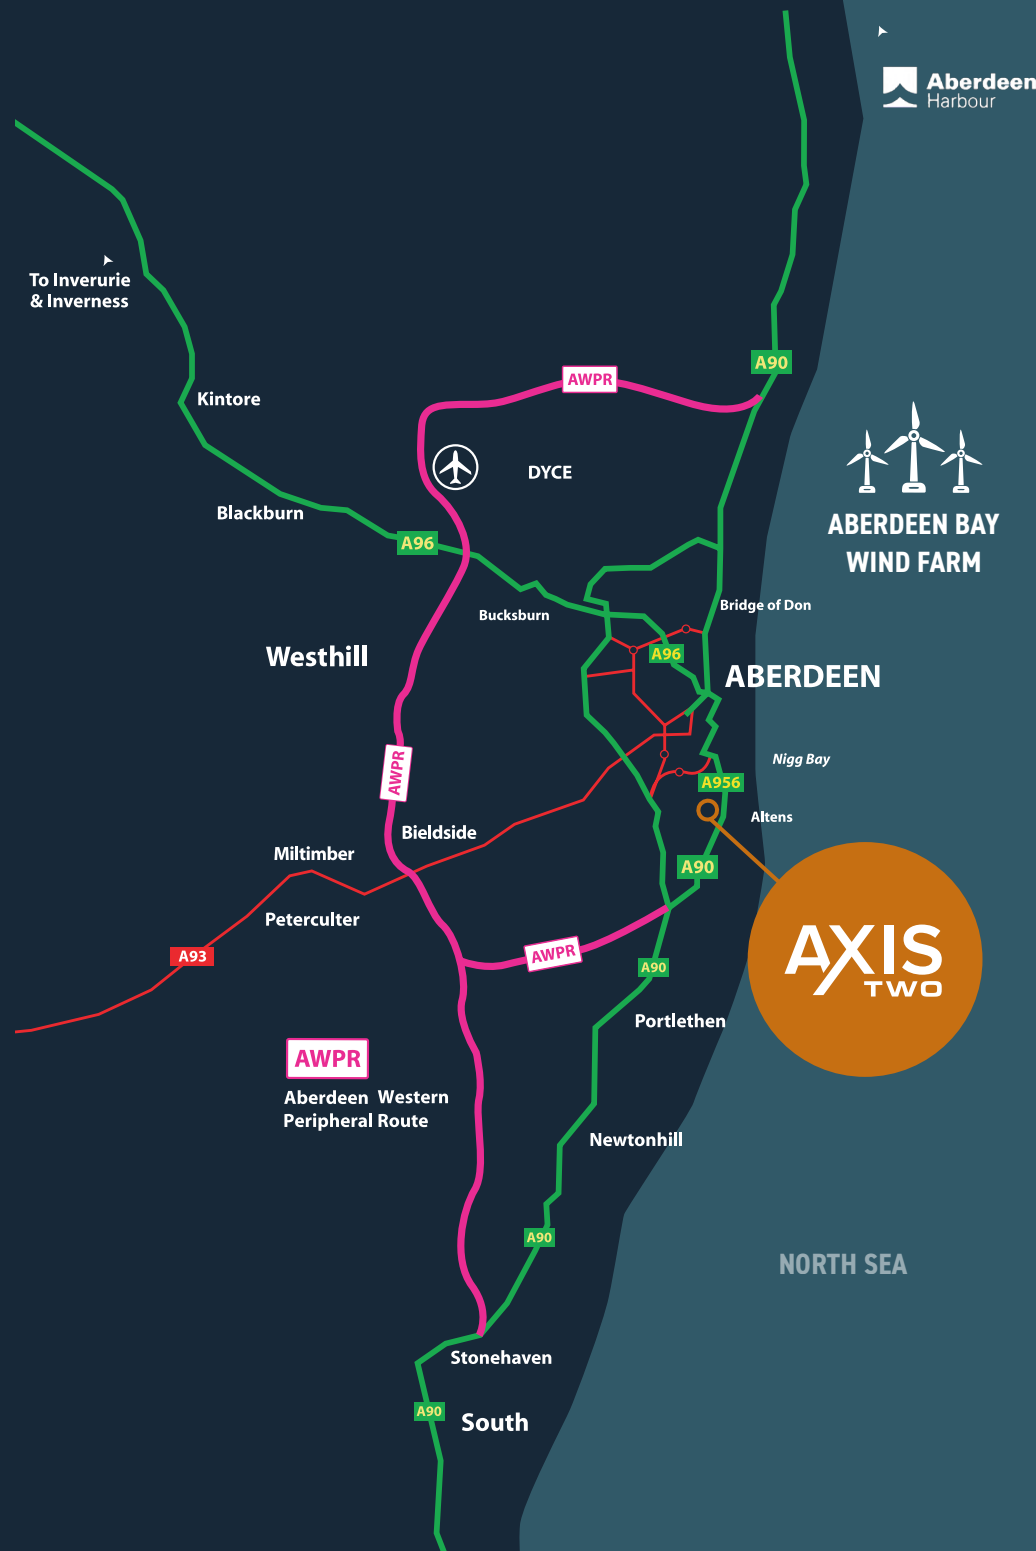 Aberdeen
Harbour
To Inverurie
& Inverness
A90
AWPR
Kintore
DYCE
Blackburn
ABERDEEN BAY
WIND FARM
A96
Bucksburn
Bridge of Don
Westhill
A96
ABERDEEN
Nigg Bay
AWPR
A956
Altens
Bieldside
Miltimber
A90
Peterculter
AXIS
TWO
A93
AWPR
A90
Portlethen
AWPR
Aberdeen Western
Peripheral Route
Newtonhill
A90
NORTH SEA
Stonehaven
A90
South